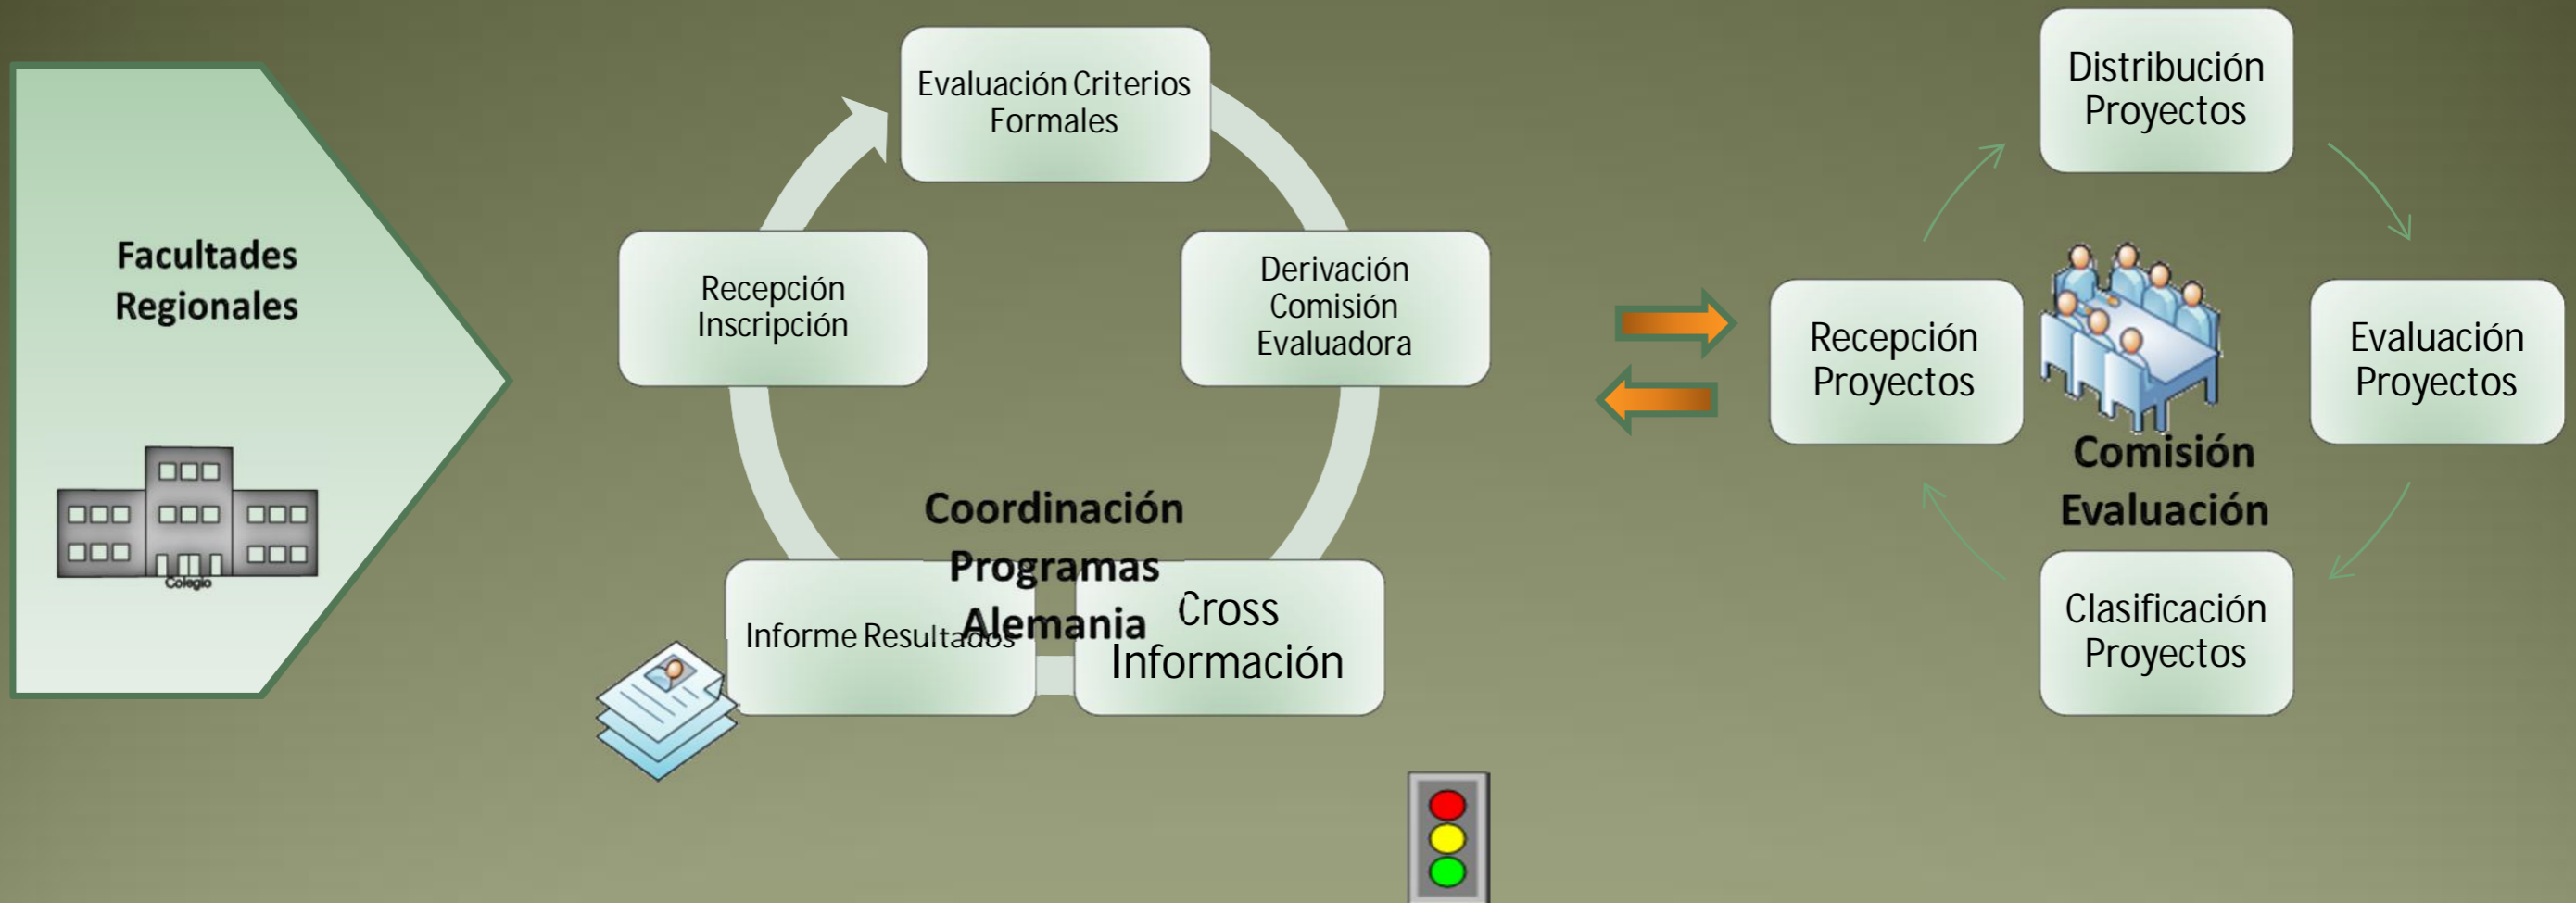 Facultades
Regionales
Colegio
Evaluación Criterios
Formales
Recepción
Inscripción
Derivación
Comisión
Evaluadora
Coordinación
Programas
Alemania
Informe Resultados
Cross
Información
Distribución
Proyectos
Recepción
Proyectos
Evaluación
Proyectos
Comisión
Evaluación
Clasificación
Proyectos